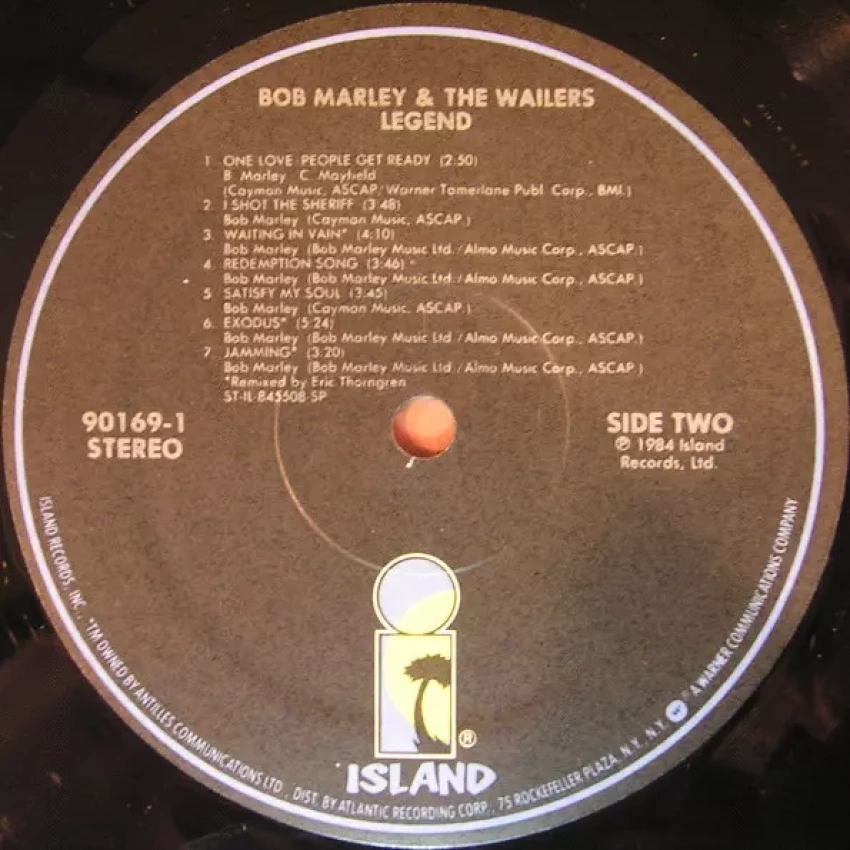 BOB MARLEY & THE WAILERS
LEGEND
1 ONE LOVE PEOPLE GET READY (2:50)
B. Marley C. Mayfield
(Cayman Music, ASCAP/Warner Tamerlane Publ. Corp., BMI.)
2. I SHOT THE SHERIFF (3:48)
Bob Marley (Cayman Music, ASCAP.)
3. WAITING IN VAIN* (4:10)
Bob Marley (Bob Marley Music Ltd./Almo Music Corp., ASCAP.)
4 REDEMPTION SONG (3:46)
Bob Marley (Bob Marley Music Ltd./Almo Music Corp., ASCAP.)
5 SATISFY MY SOUL (3:45)
Bob Marley (Cayman Music, ASCAP.)
6. EXODUS* (5:24)
Bob Marley (Bob Marley Music Ltd./Almo Music Corp., ASCAP.)
7 JAMMING* (3:20)
Bob Marley (Bob Marley Music Ltd./Almo Music Corp., ASCAP.)
*Remixed by Eric Thorngren
ST-IL-845508-SP
90169-1
STEREO
SIDE TWO
℗ 1984 Island
Records, Ltd.
®
ISLAND
ISLAND RECORDS, INC., *TM OWNED BY ANTILLES COMMUNICATIONS LTD., DIST. BY ATLANTIC RECORDING CORP., 75 ROCKEFELLER PLAZA, N.Y., N.Y. W ® A WARNER COMMUNICATIONS COMPANY